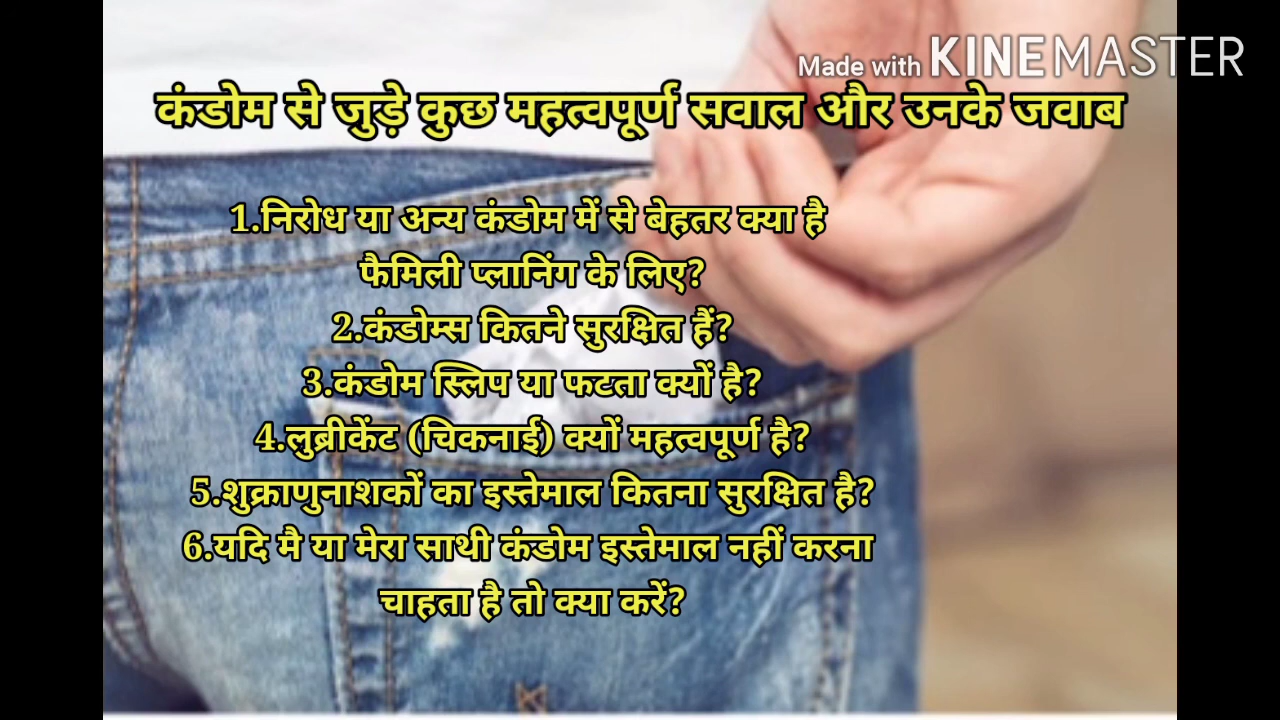 Made with KINEMASTER
कंडोम से जुड़े कुछ महत्वपूर्ण सवाल और उनके जवाब
1.निरोध या अन्य कंडोम में से बेहतर क्या है
फैमिली प्लानिंग के लिए?
2.कंडोम्स कितने सुरक्षित हैं?
3.कंडोम स्लिप या फटता क्यों है?
4.लुब्रीकेंट (चिकनाई) क्यों महत्वपूर्ण है?
5.शुक्राणुनाशकों का इस्तेमाल कितना सुरक्षित है?
6.यदि मै या मेरा साथी कंडोम इस्तेमाल नहीं करना
चाहता है तो क्या करें?